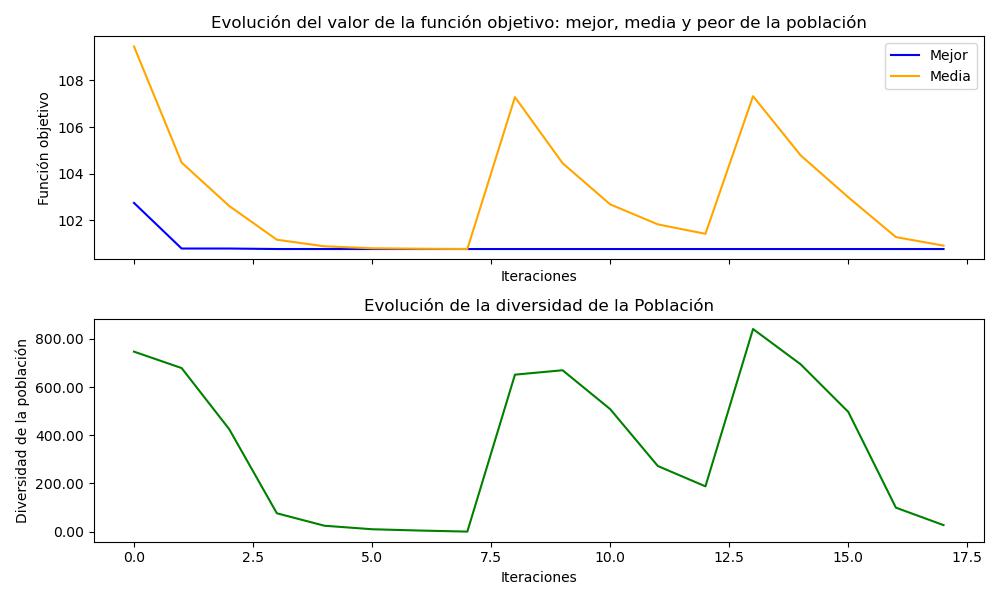 Evolución del valor de la función objetivo: mejor, media y peor de la población
Función objetivo
108
106
104
102
Mejor
Media
Iteraciones
Evolución de la diversidad de la Población
Diversidad de la población
800.00
600.00
400.00
200.00
0.00
0.0 2.5 5.0 7.5 10.0 12.5 15.0 17.5
Iteraciones